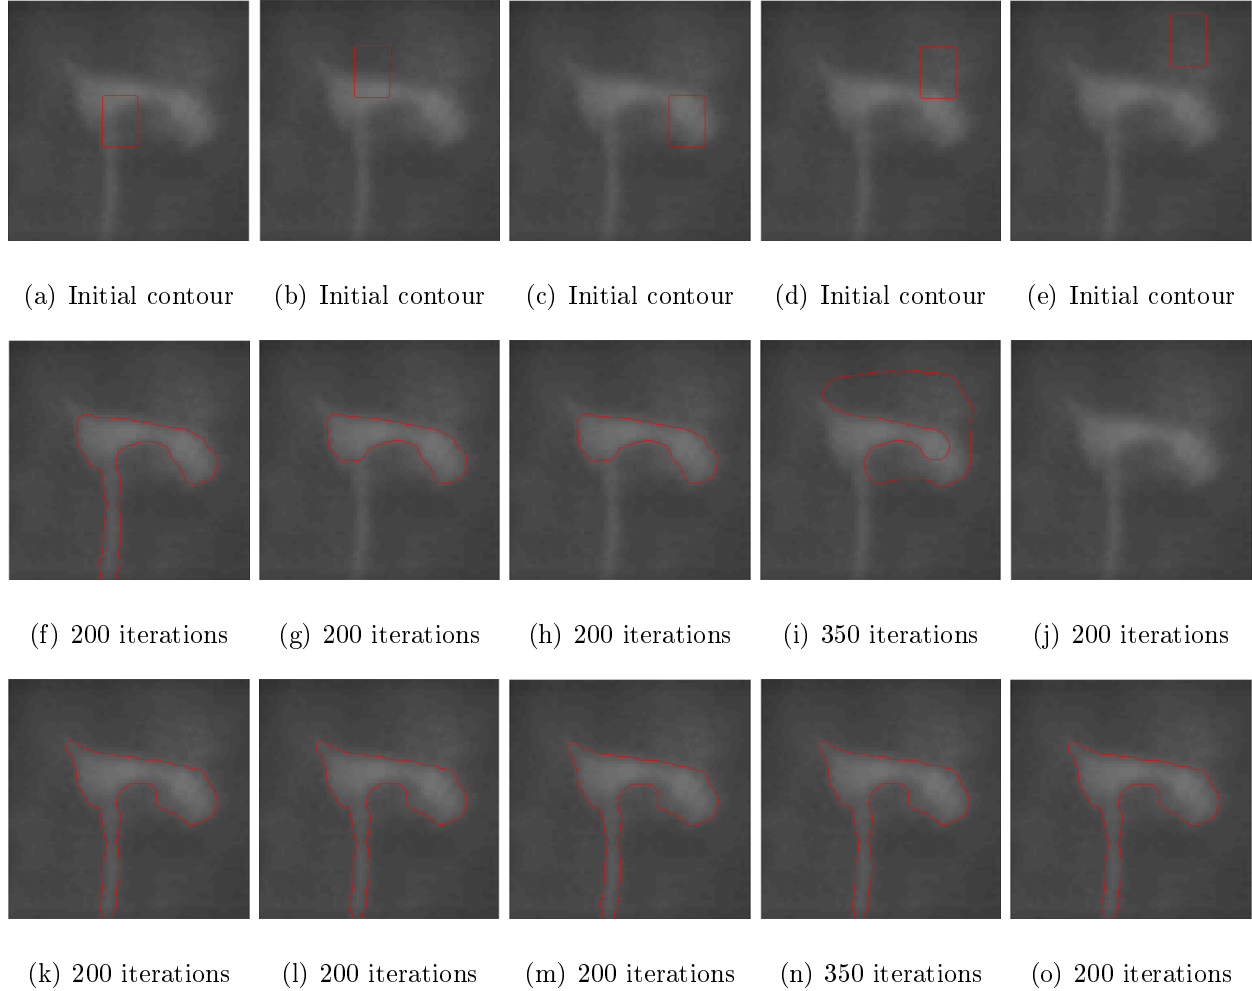 (a) Initial contour (b) Initial contour (c) Initial contour (d) Initial contour (e) Initial contour
(f) 200 iterations (g) 200 iterations (h) 200 iterations (i) 350 iterations (j) 200 iterations
(k) 200 iterations (l) 200 iterations (m) 200 iterations (n) 350 iterations (o) 200 iterations